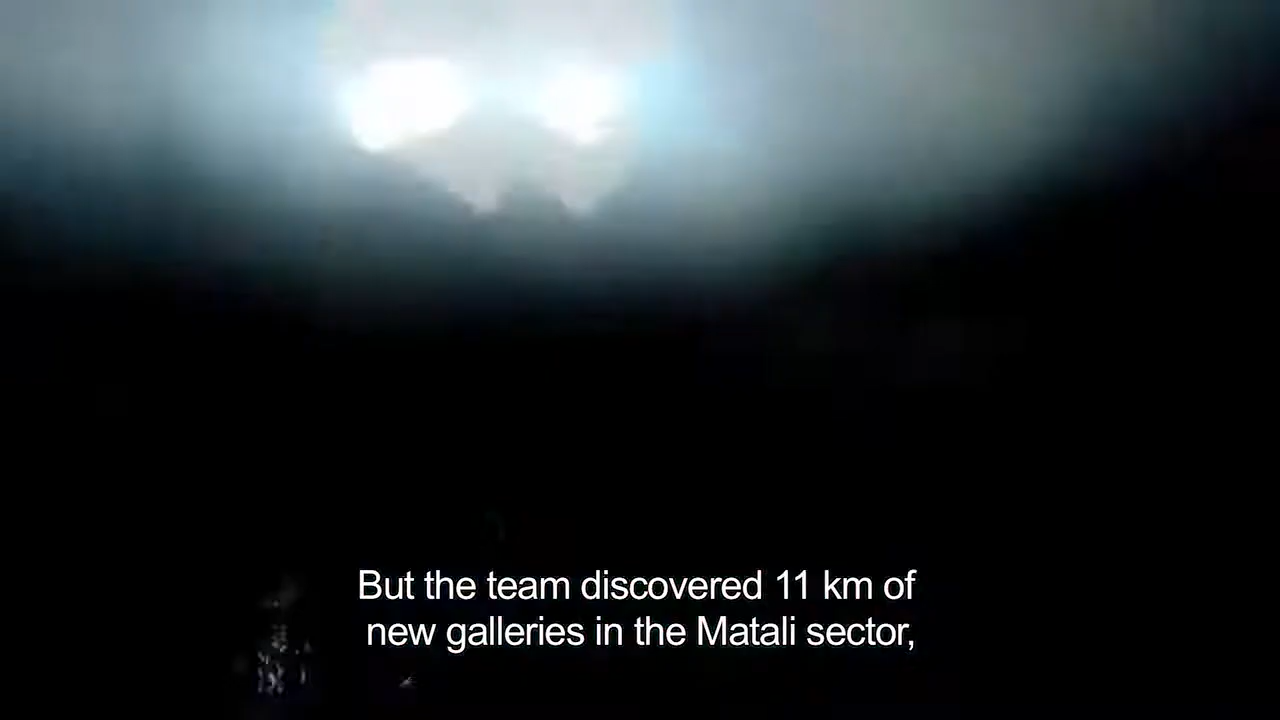 But the team discovered 11 km of
new galleries in the Matali sector,